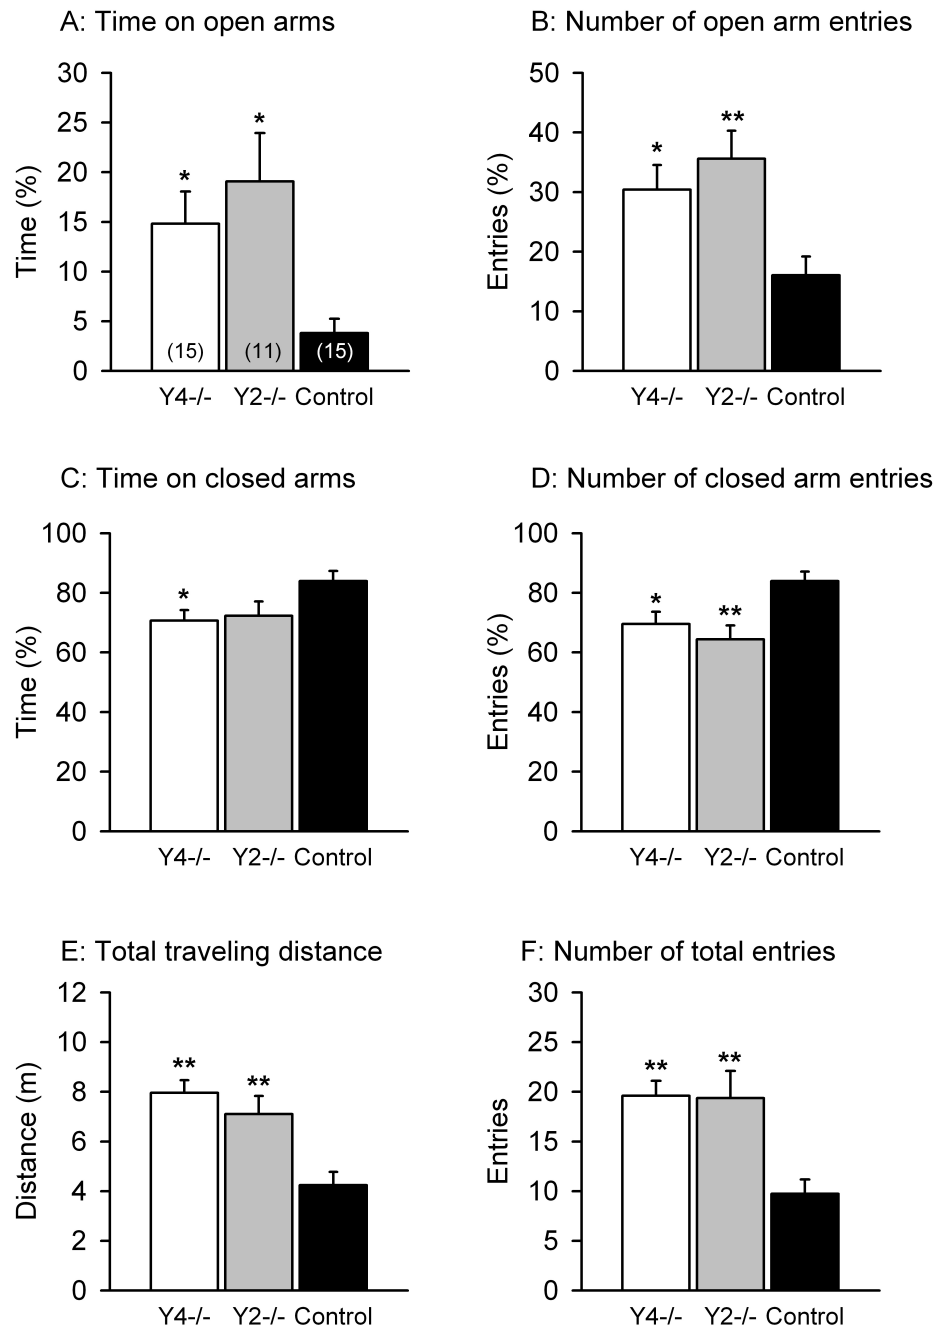 A: Time on open arms
B: Number of open arm entries
30
25
20
15
10
5
0
Time (%)
*
*
(15)
(11)
(15)
Y4-/-
Y2-/-
Control
50
40
30
20
10
0
Entries (%)
*
**
Y4-/-
Y2-/-
Control
C: Time on closed arms
D: Number of closed arm entries
100
80
60
40
20
0
Time (%)
*
Y4-/-
Y2-/-
Control
100
80
60
40
20
0
Entries (%)
*
**
Y4-/-
Y2-/-
Control
E: Total traveling distance
F: Number of total entries
12
10
8
6
4
2
0
Distance (m)
**
**
Y4-/-
Y2-/-
Control
30
25
20
15
10
5
0
Entries
**
**
Y4-/-
Y2-/-
Control